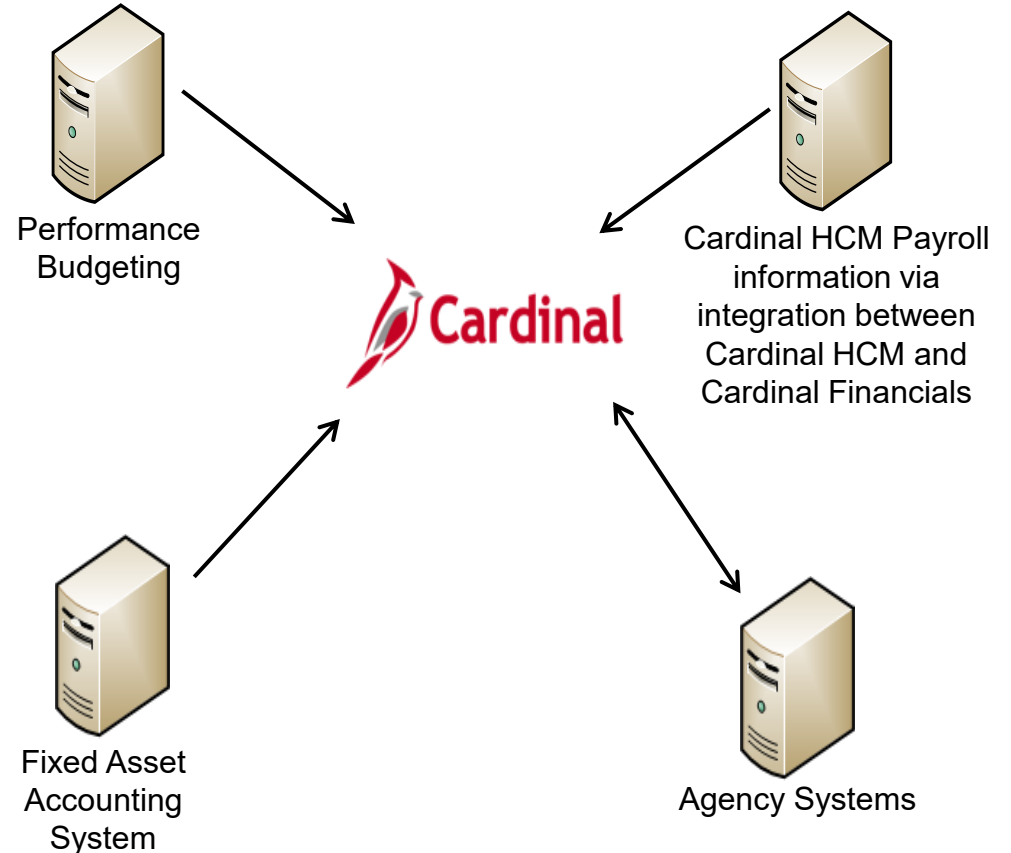 Performance
Budgeting
Cardinal HCM Payroll
information via
integration between
Cardinal HCM and
Cardinal Financials
Cardinal
Fixed Asset
Accounting
System
Agency Systems